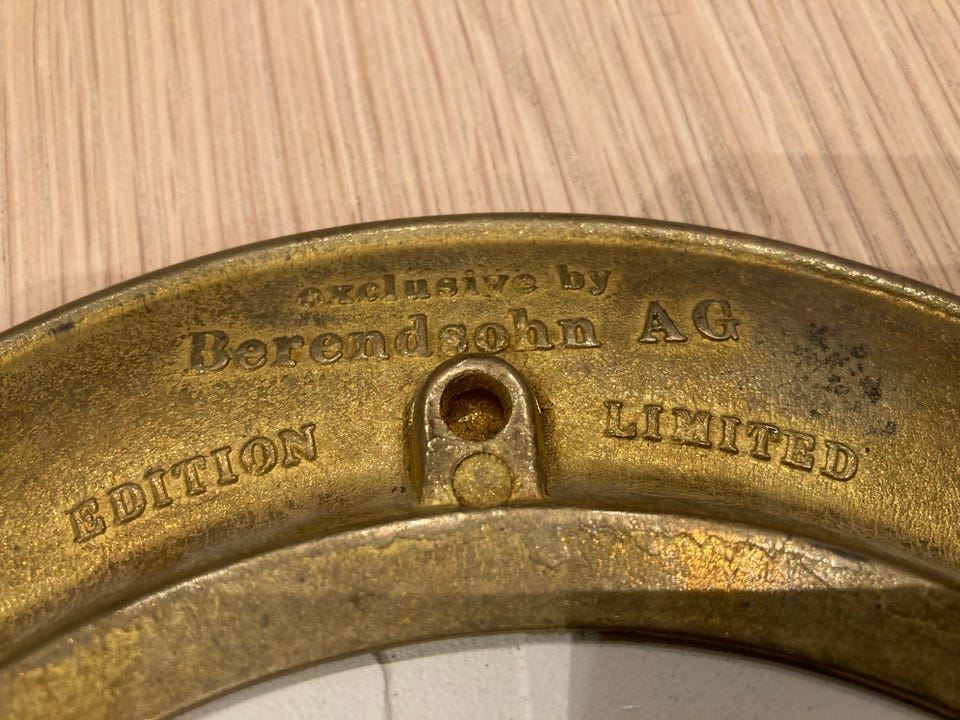 exclusive by
Berendsohn AG
EDITION LIMITED